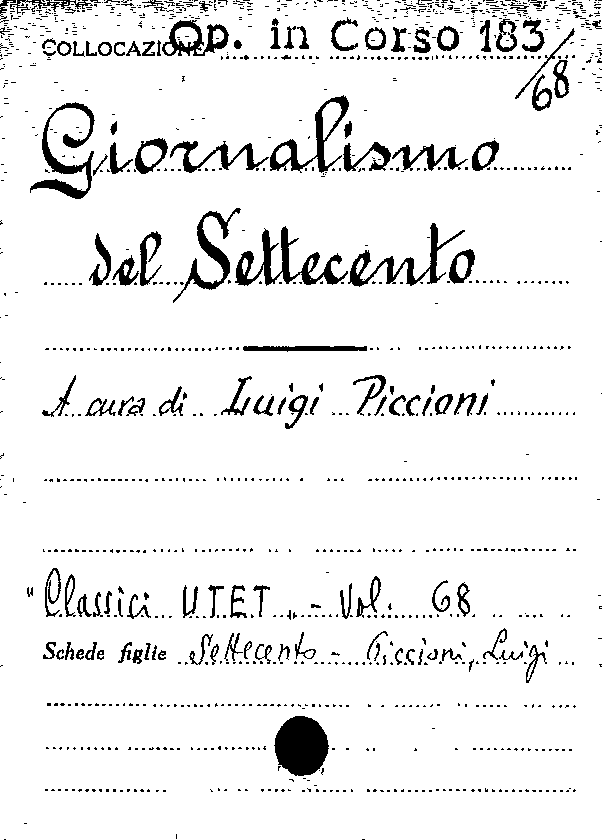 COLLOCAZIONE Op. in Corso 183/68
Giornalismo
del Settecento
A cura di Luigi Piccioni
"Classici UTET" - Vol. 68
Schede figlie Settecento - Piccioni, Luigi